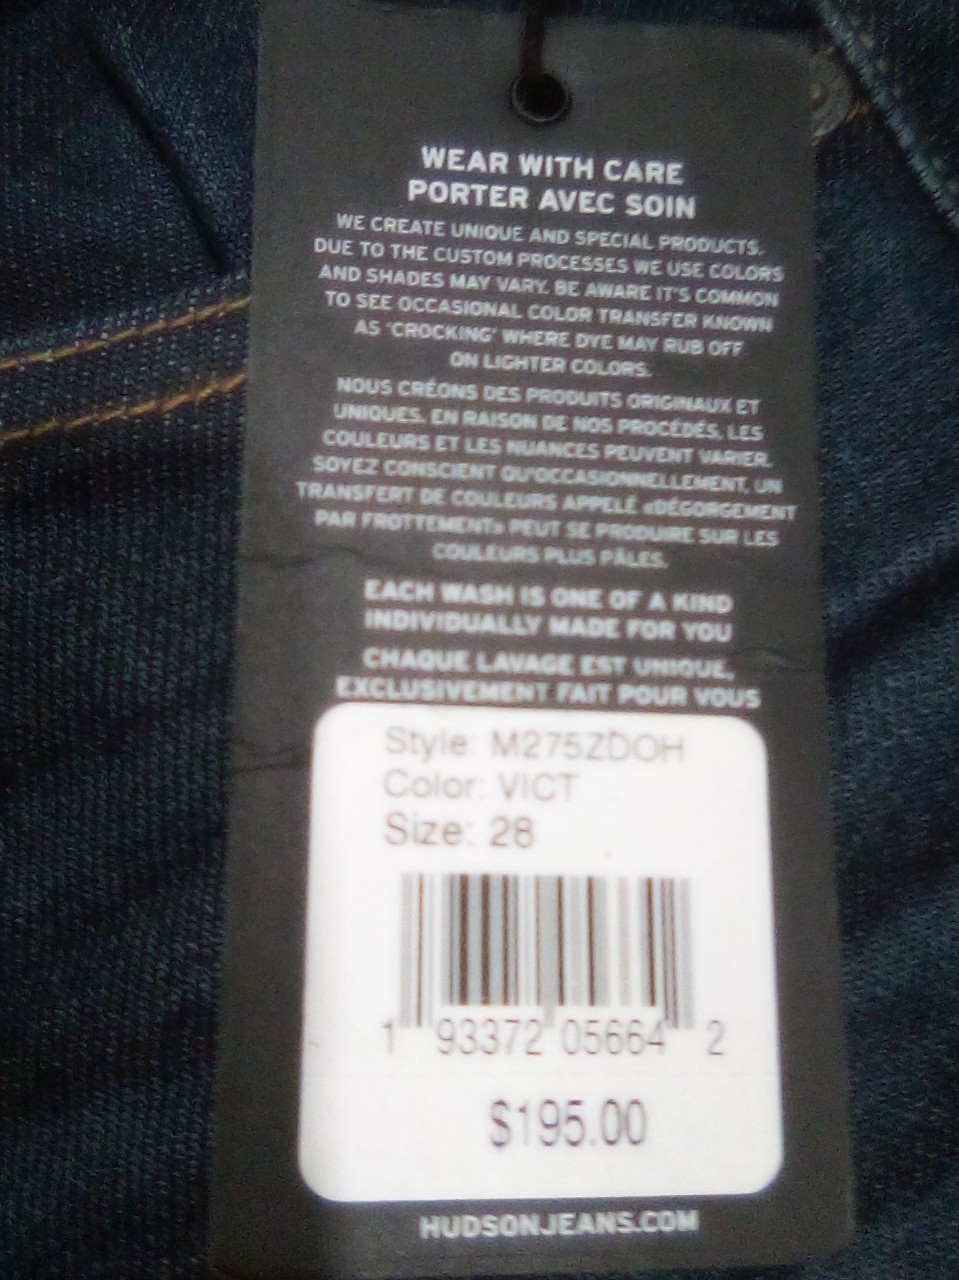 WEAR WITH CARE
PORTER AVEC SOIN
WE CREATE UNIQUE AND SPECIAL PRODUCTS.
DUE TO THE CUSTOM PROCESSES WE USE COLORS
AND SHADES MAY VARY. BE AWARE IT'S COMMON
TO SEE OCCASIONAL COLOR TRANSFER KNOWN
AS 'CROCKING' WHERE DYE MAY RUB OFF
ON LIGHTER COLORS.
NOUS CRÉONS DES PRODUITS ORIGINAUX ET
UNIQUES. EN RAISON DE NOS PROCÉDÉS, LES
COULEURS ET LES NUANCES PEUVENT VARIER.
SOYEZ CONSCIENT QU'OCCASIONNELLEMENT, UN
TRANSFERT DE COULEURS APPELÉ «DÉGORGEMENT
PAR FROTTEMENT» PEUT SE PRODUIRE SUR LES
COULEURS PLUS PÂLES.
EACH WASH IS ONE OF A KIND
INDIVIDUALLY MADE FOR YOU
CHAQUE LAVAGE EST UNIQUE,
EXCLUSIVEMENT FAIT POUR VOUS
Style: M275ZDOH
Color: VICT
Size: 28
1 93372 05664 2
$195.00
HUDSONJEANS.COM